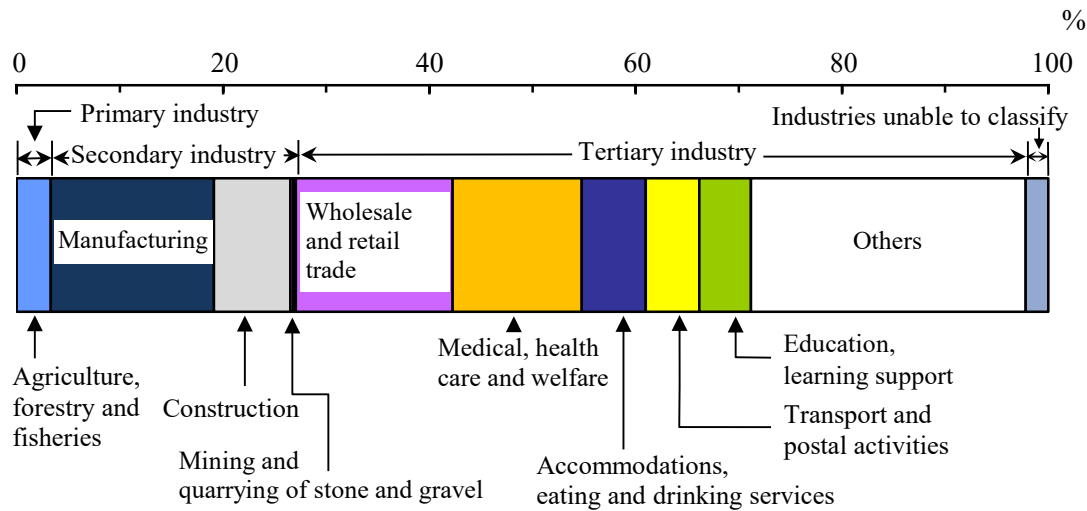 %
0 20 40 60 80 100
Primary industry
Industries unable to classify
Secondary industry
Tertiary industry
Manufacturing
Wholesale
and retail
trade
Others
Agriculture,
forestry and
fisheries
Construction
Mining and
quarrying of stone and gravel
Medical, health
care and welfare
Accommodations,
eating and drinking services
Education,
learning support
Transport and
postal activities